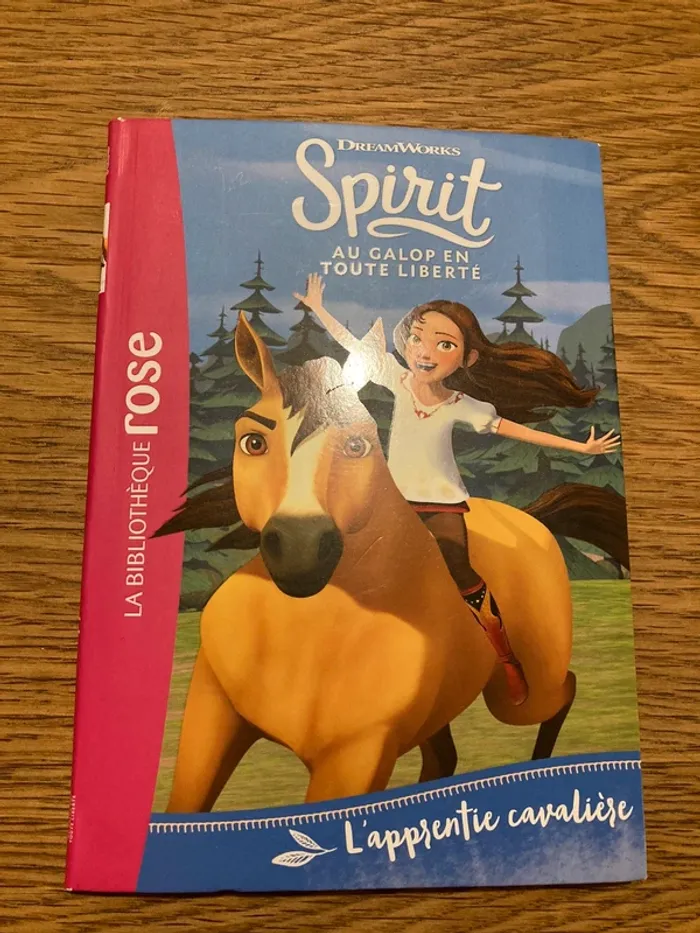 DREAMWORKS
Spirit
AU GALOP EN
TOUTE LIBERTÉ
LA BIBLIOTHÈQUE rose
L'apprentie cavalière